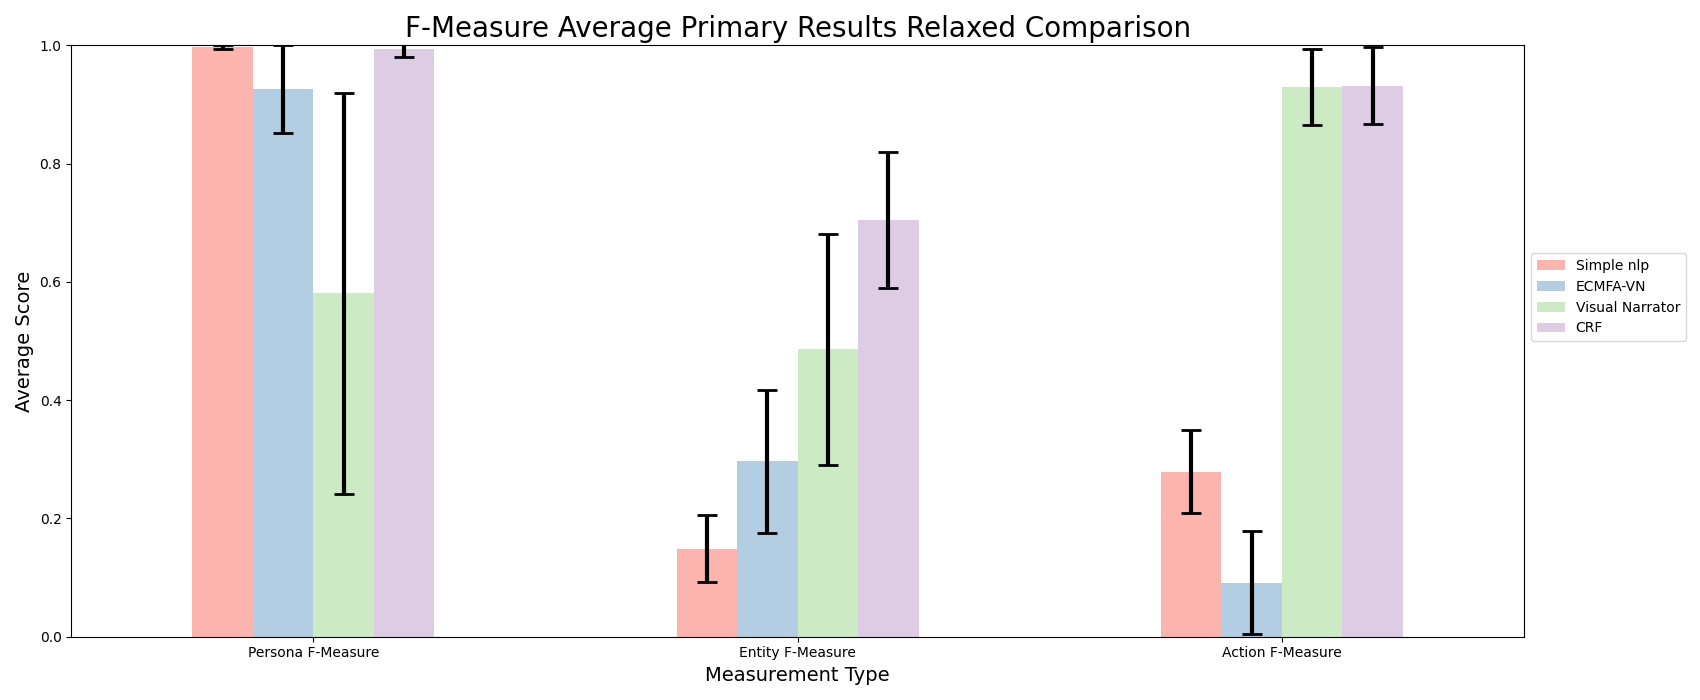 F-Measure Average Primary Results Relaxed Comparison
Average Score
1.0
0.8
0.6
0.4
0.2
0.0
Persona F-Measure
Entity F-Measure
Action F-Measure
Measurement Type
Simple nlp
ECMFA-VN
Visual Narrator
CRF